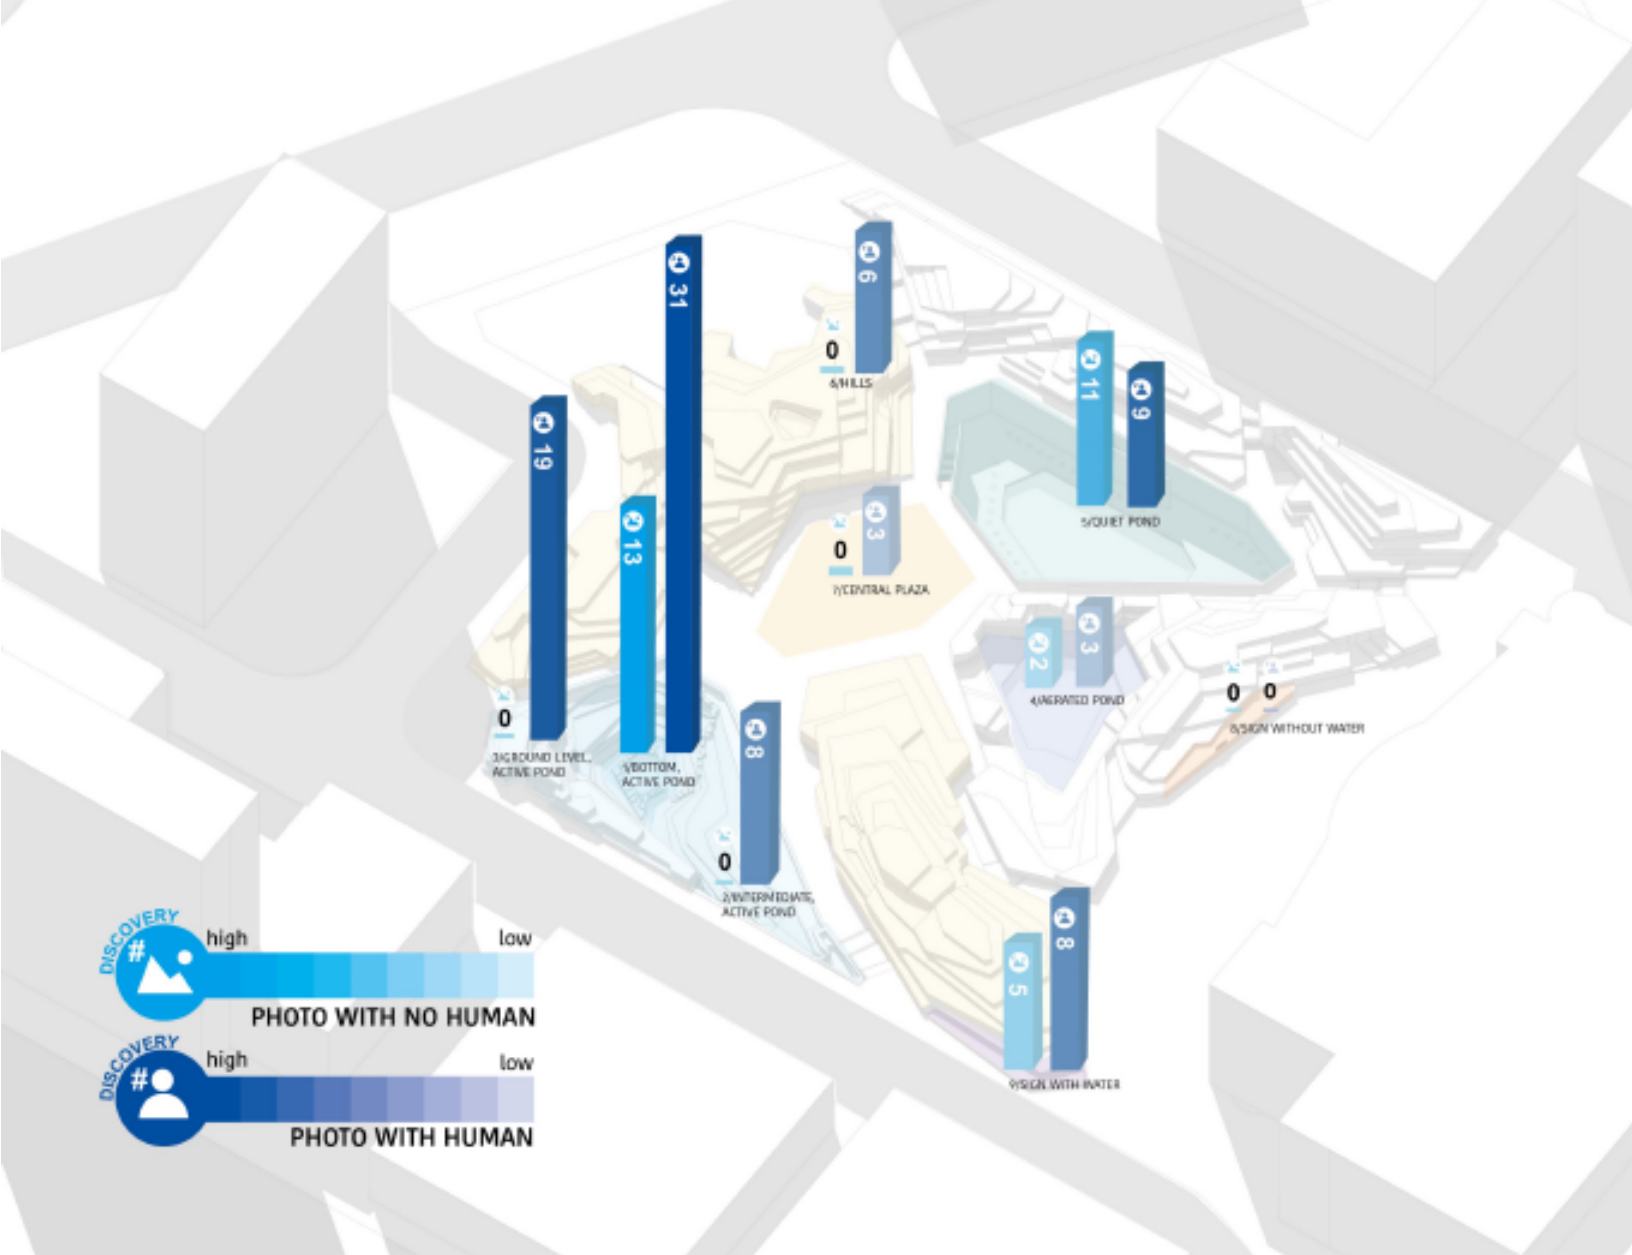 6
0
6/HILLS
31
11
9
5/QUIET POND
19
13
3
0
7/CENTRAL PLAZA
2
3
4/AERATED POND
0
0
8/SIGN WITHOUT WATER
0
3/GROUND LEVEL,
ACTIVE POND
1/BOTTOM,
ACTIVE POND
8
0
2/INTERMEDIATE,
ACTIVE POND
5
8
9/SIGN WITH WATER
DISCOVERY
#
high
low
PHOTO WITH NO HUMAN
DISCOVERY
#
high
low
PHOTO WITH HUMAN